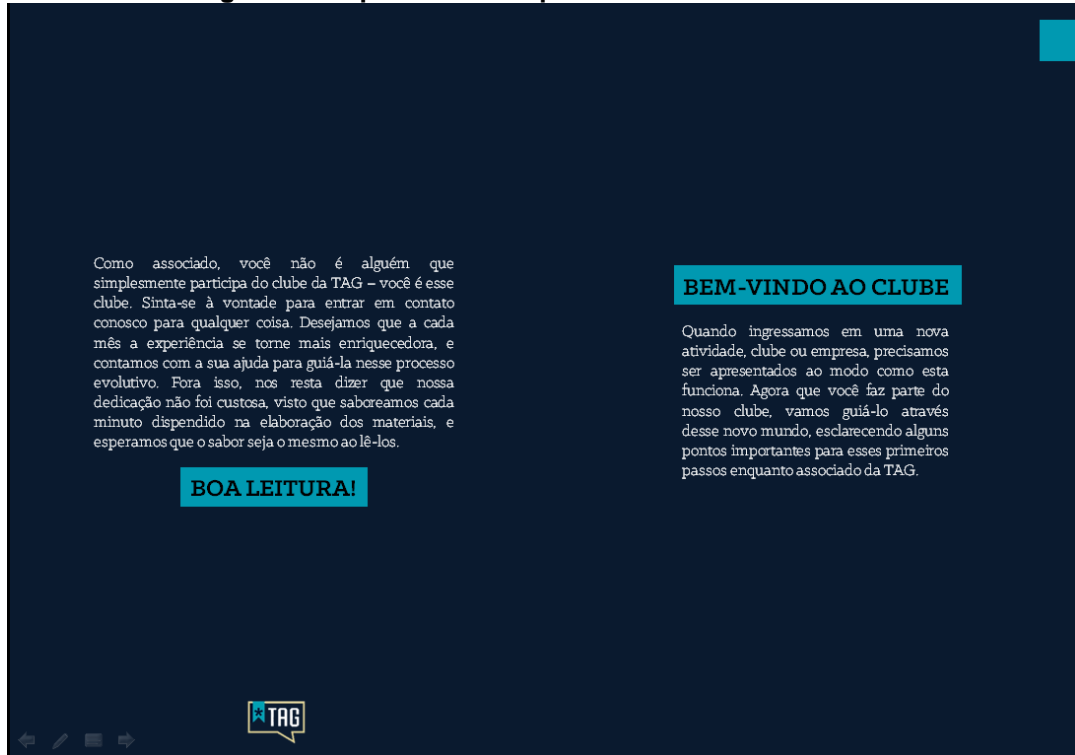 Como associado, você não é alguém que
simplesmente participa do clube da TAG – você é esse
clube. Sinta-se à vontade para entrar em contato
conosco para qualquer coisa. Desejamos que a cada
mês a experiência se torne mais enriquecedora, e
contamos com a sua ajuda para guiá-la nesse processo
evolutivo. Fora isso, nos resta dizer que nossa
dedicação não foi custosa, visto que saboreamos cada
minuto dispendido na elaboração dos materiais, e
esperamos que o sabor seja o mesmo ao lê-los.
BOA LEITURA!
TAG
BEM-VINDO AO CLUBE
Quando ingressamos em uma nova
atividade, clube ou empresa, precisamos
ser apresentados ao modo como esta
funciona. Agora que você faz parte do
nosso clube, vamos guiá-lo através
desse novo mundo, esclarecendo alguns
pontos importantes para esses primeiros
passos enquanto associado da TAG.